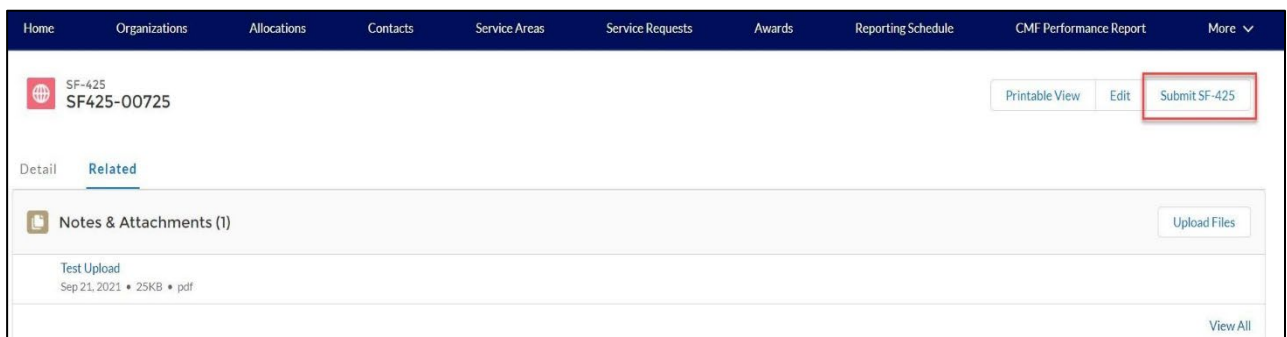 Home Organizations Allocations Contacts Service Areas Service Requests Awards Reporting Schedule CMF Performance Report More
SF-425
SF425-00725
Printable View Edit Submit SF-425
Detail Related
Notes & Attachments (1)
Upload Files
Test Upload
Sep 21, 2021 • 25KB • pdf
View All